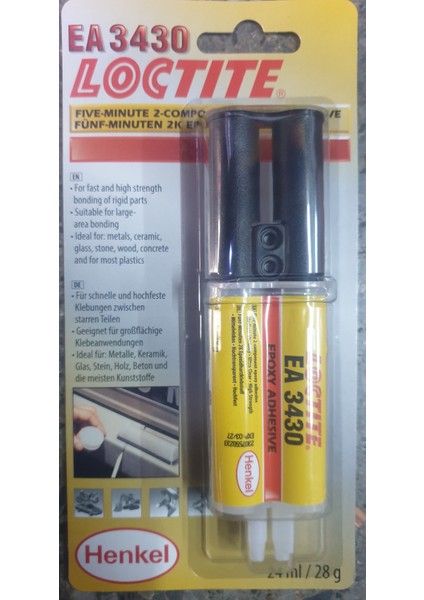 EA 3430
LOCTITE®
FIVE-MINUTE 2-COMPO
FÜNF-MINUTEN 2K EP
EN
• For fast and high strength
bonding of rigid parts
• Suitable for large-
area bonding
• Ideal for: metals, ceramic,
glass, stone, wood, concrete
and for most plastics
DE
• Für schnelle und hochfeste
Klebungen zwischen
starren Teilen
• Geeignet für großflächige
Klebeanwendungen
• Ideal für: Metalle, Keramik,
Glas, Stein, Holz, Beton und
die meisten Kunststoffe
LOCTITE®
EA 3430
EPOXY ADHESIVE
Henkel
Henkel
24 ml / 28 g